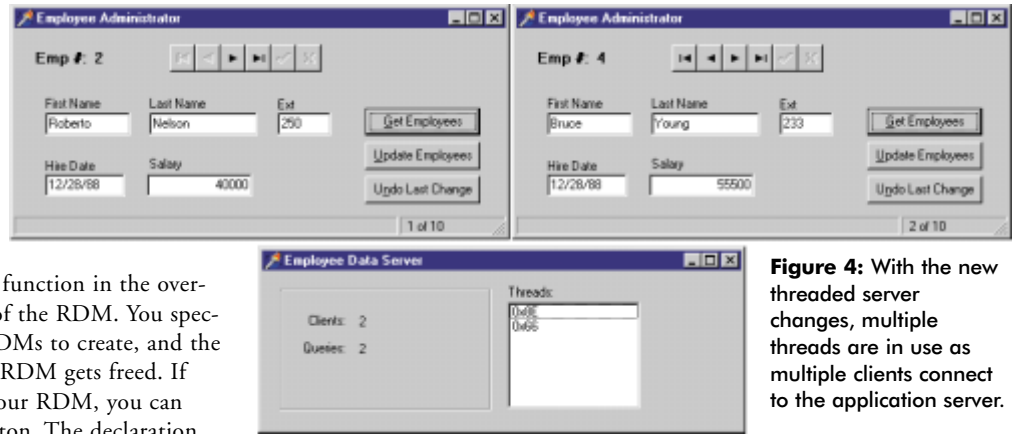 Employee Administrator
Emp #: 2
First Name Last Name Ext
Roberto Nelson 250
Get Employees
Hire Date Salary
12/28/88 40000
Update Employees
Undo Last Change
1 of 10
Employee Administrator
Emp #: 4
First Name Last Name Ext
Bruce Young 233
Get Employees
Hire Date Salary
12/28/88 55500
Update Employees
Undo Last Change
2 of 10
function in the over-
of the RDM. You spec-
DMs to create, and the
RDM gets freed. If
our RDM, you can
ton. The declaration
Employee Data Server
Clients: 2
Queries: 2
Threads:
Figure 4: With the new
threaded server
changes, multiple
threads are in use as
multiple clients connect
to the application server.